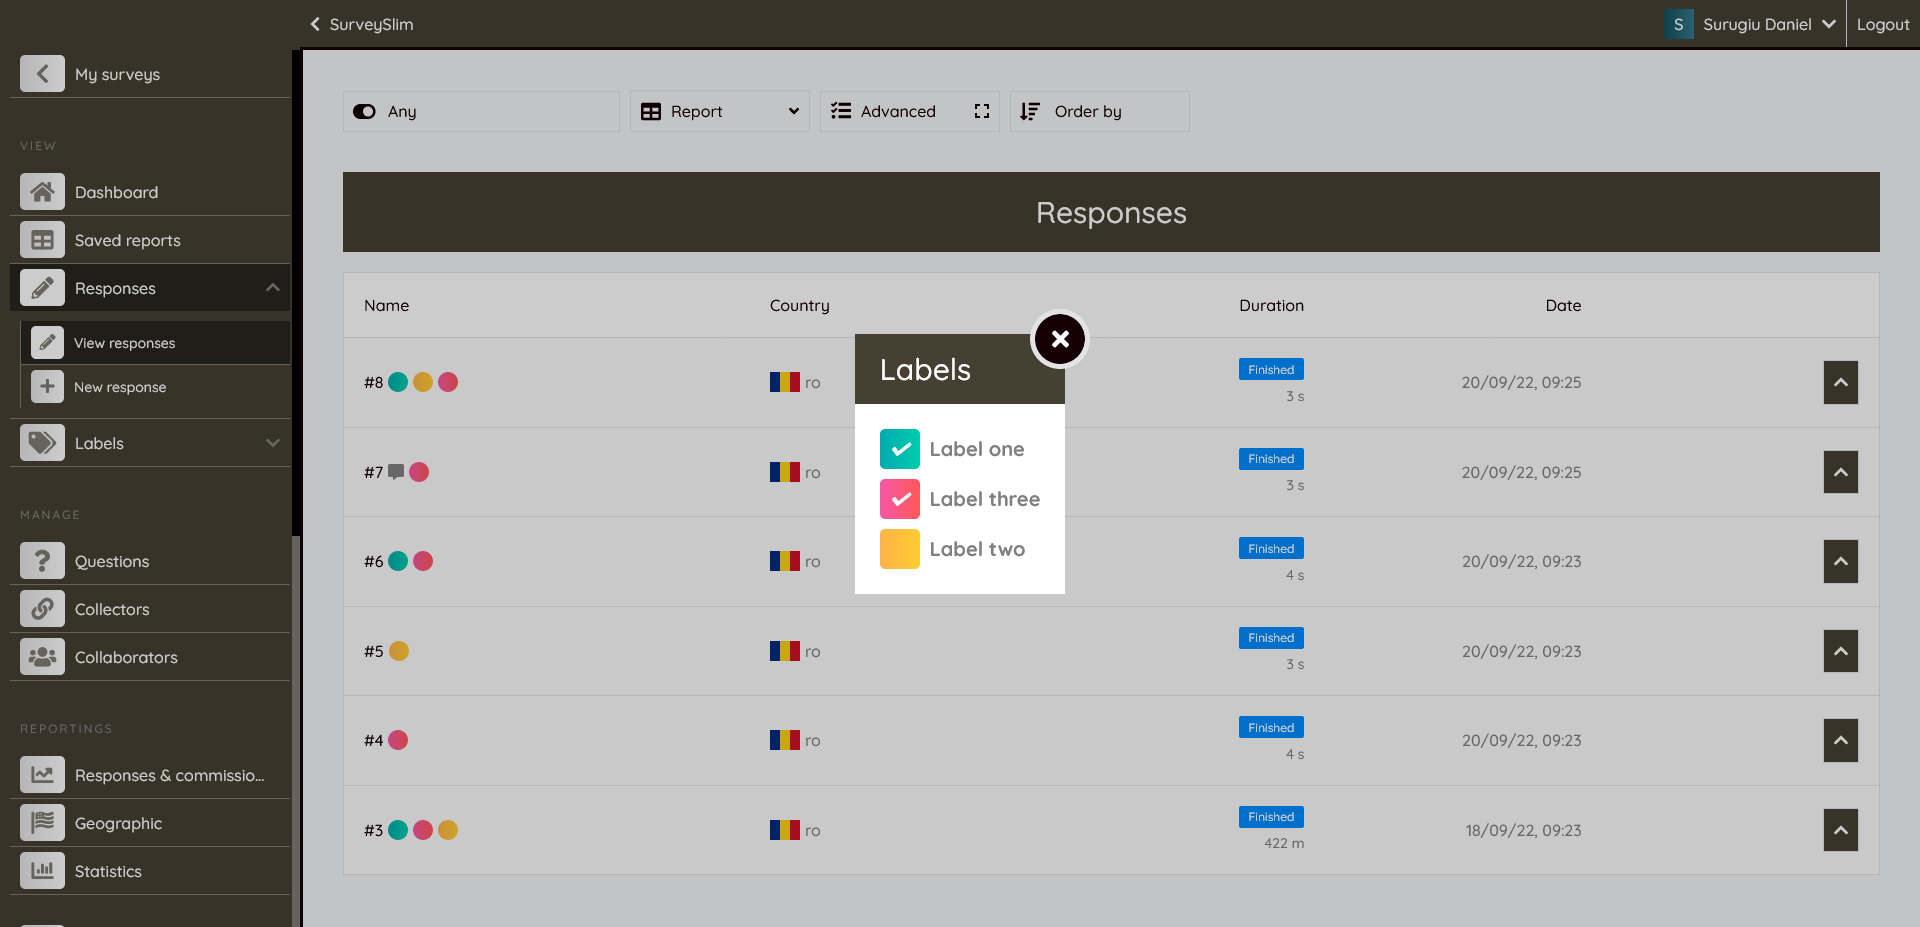 SurveySlim
S Surugiu Daniel Logout
My surveys
VIEW
Dashboard
Saved reports
Responses
View responses
New response
Labels
MANAGE
Questions
Collectors
Collaborators
REPORTINGS
Responses & commissio...
Geographic
Statistics
Any Report Advanced Order by
Responses
Name Country Duration Date
#8 ro Finished 20/09/22, 09:25
3 s
#7 ro Finished 20/09/22, 09:25
3 s
#6 ro Finished 20/09/22, 09:23
4 s
#5 ro Finished 20/09/22, 09:23
3 s
#4 ro Finished 20/09/22, 09:23
4 s
#3 ro Finished 18/09/22, 09:23
422 m
Labels
Label one
Label three
Label two